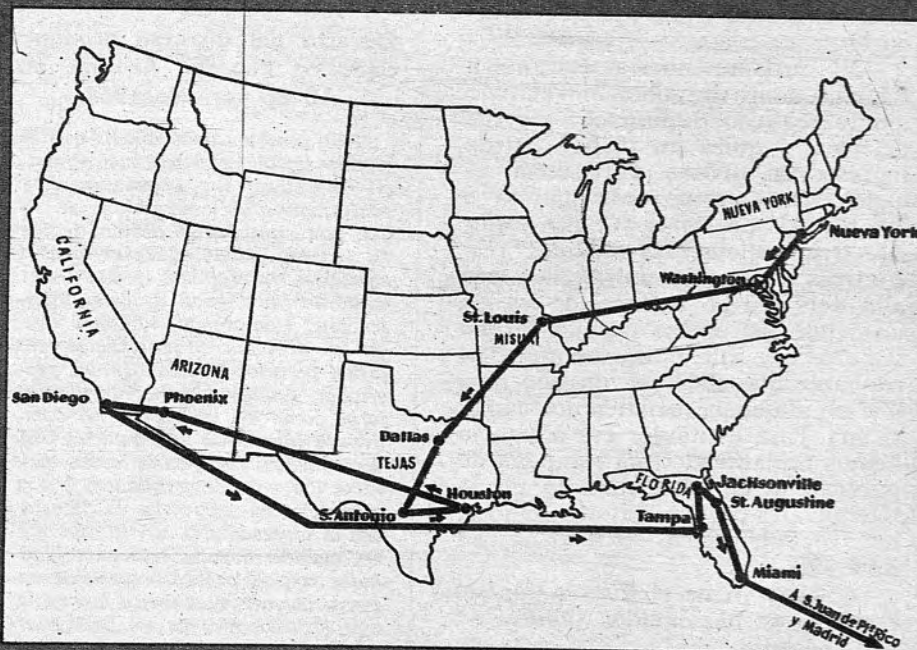 NUEVA YORK
Nueva York
Washington
CALIFORNIA
St. Louis
MISURI
ARIZONA
San Diego
Phoenix
Dallas
TEJAS
Houston
S. Antonio
FLORIDA
Jacksonville
St. Augustine
Tampa
Miami
A S. Juan de Pto Rico
y Madrid